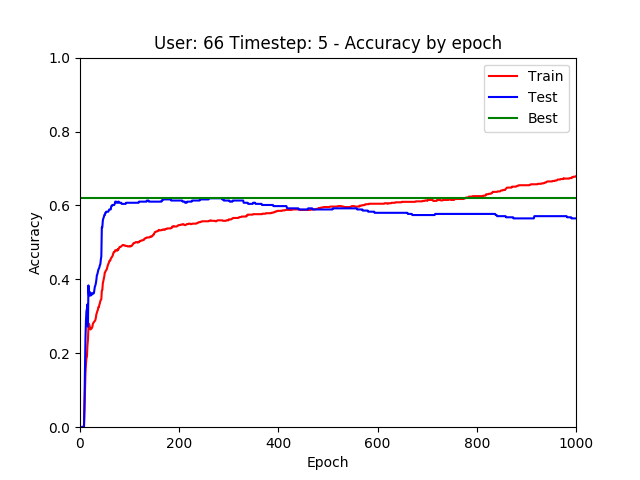 User: 66 Timestep: 5 - Accuracy by epoch
1.0
0.8
0.6
0.4
0.2
0.0
Accuracy
Train
Test
Best
0 200 400 600 800 1000
Epoch